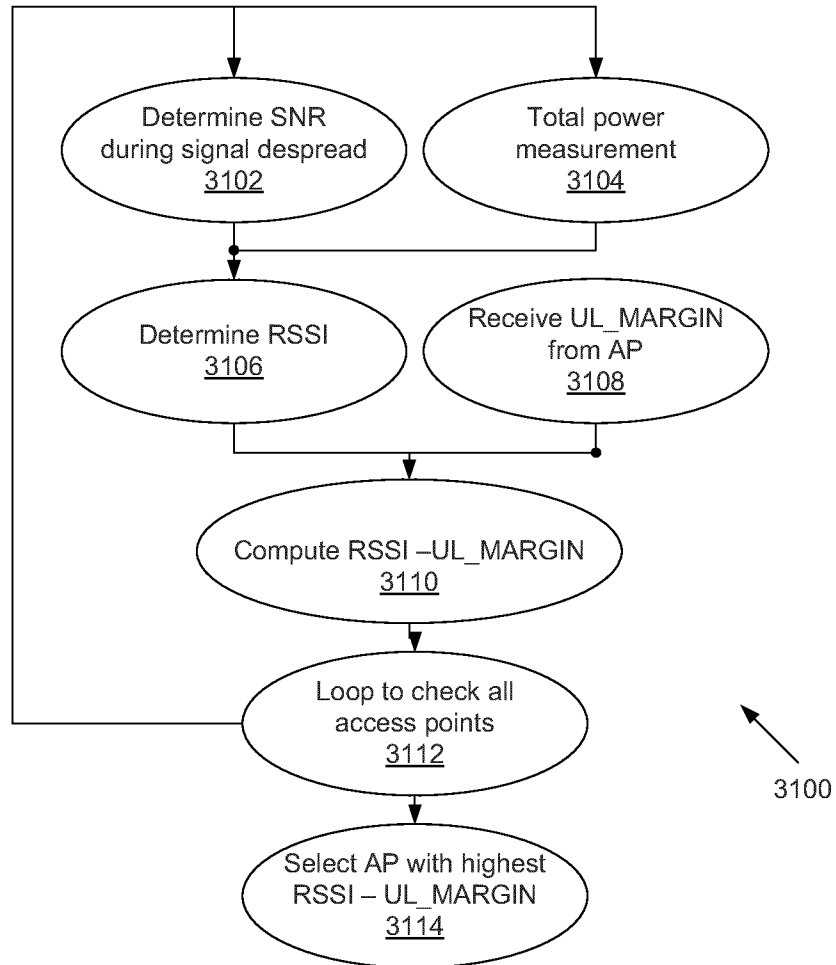 Determine SNR
during signal despread
3102
Total power
measurement
3104
Determine RSSI
3106
Receive UL_MARGIN
from AP
3108
Compute RSSI –UL_MARGIN
3110
Loop to check all
access points
3112
3100
Select AP with highest
RSSI – UL_MARGIN
3114